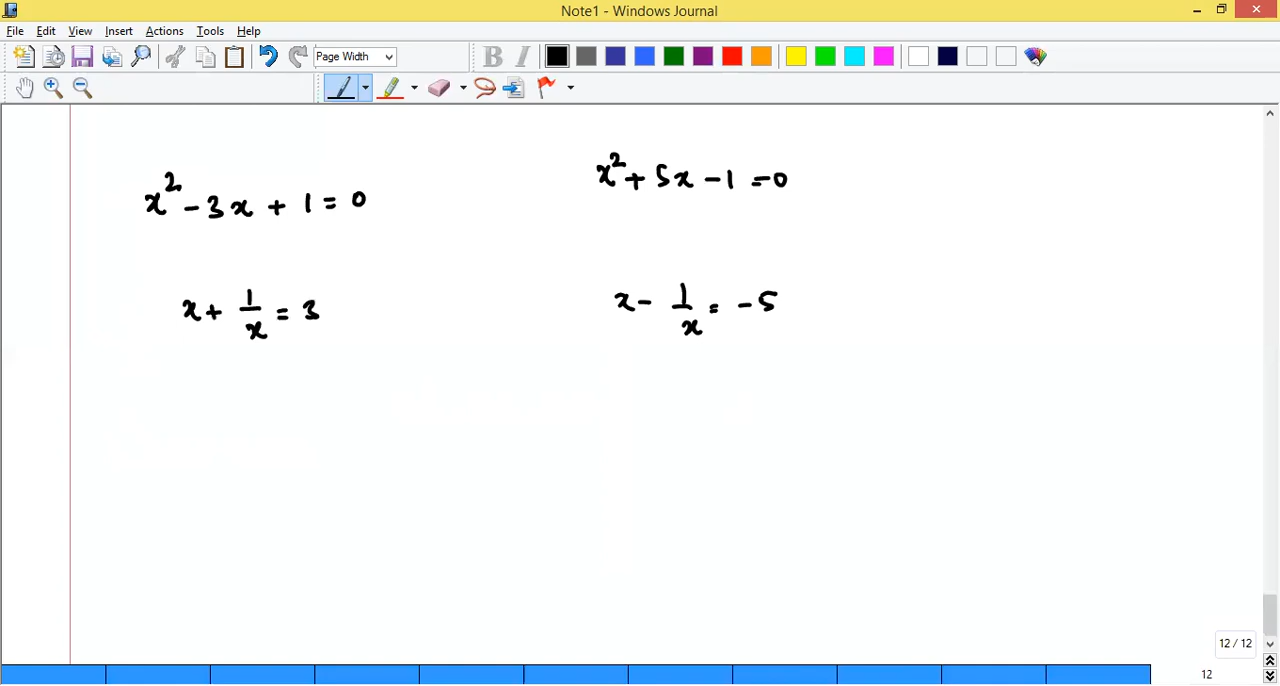 Note1 - Windows Journal
File Edit View Insert Actions Tools Help
Page Width B I
x² - 3x + 1 = 0
x² + 5x - 1 = 0
x + 1/x = 3
x - 1/x = -5
12 / 12
12